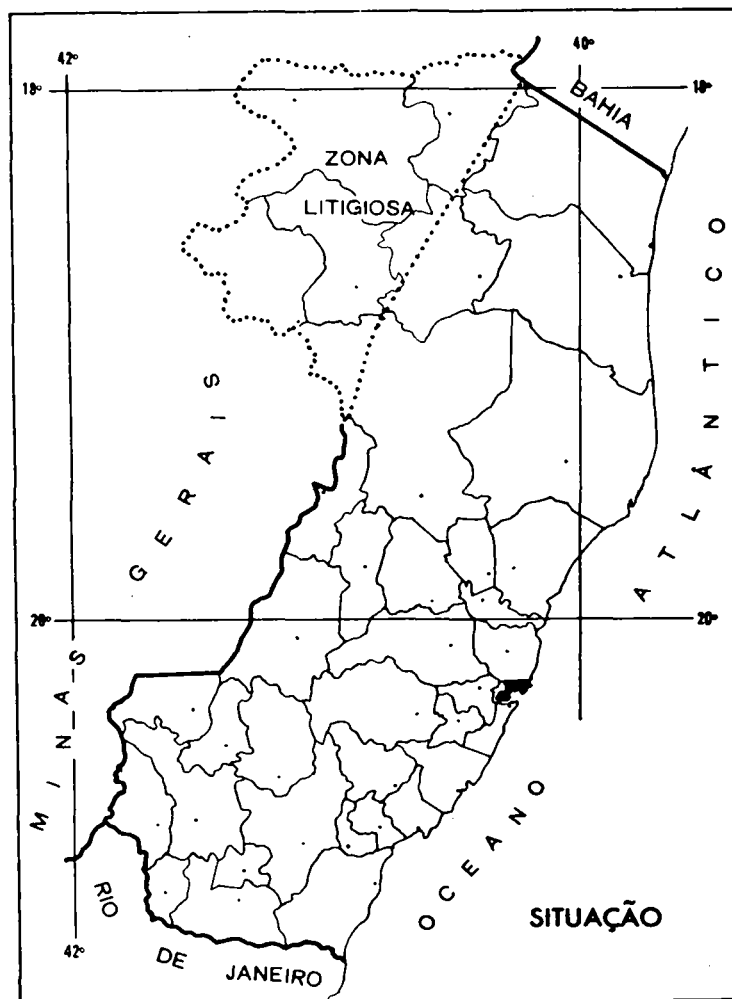 42°
40°
18°
18°
BAHIA
ZONA
LITIGIOSA
ATLÂNTICO
GERAIS
20°
20°
MINAS
OCEANO
RIO
DE
JANEIRO
SITUAÇÃO
42°